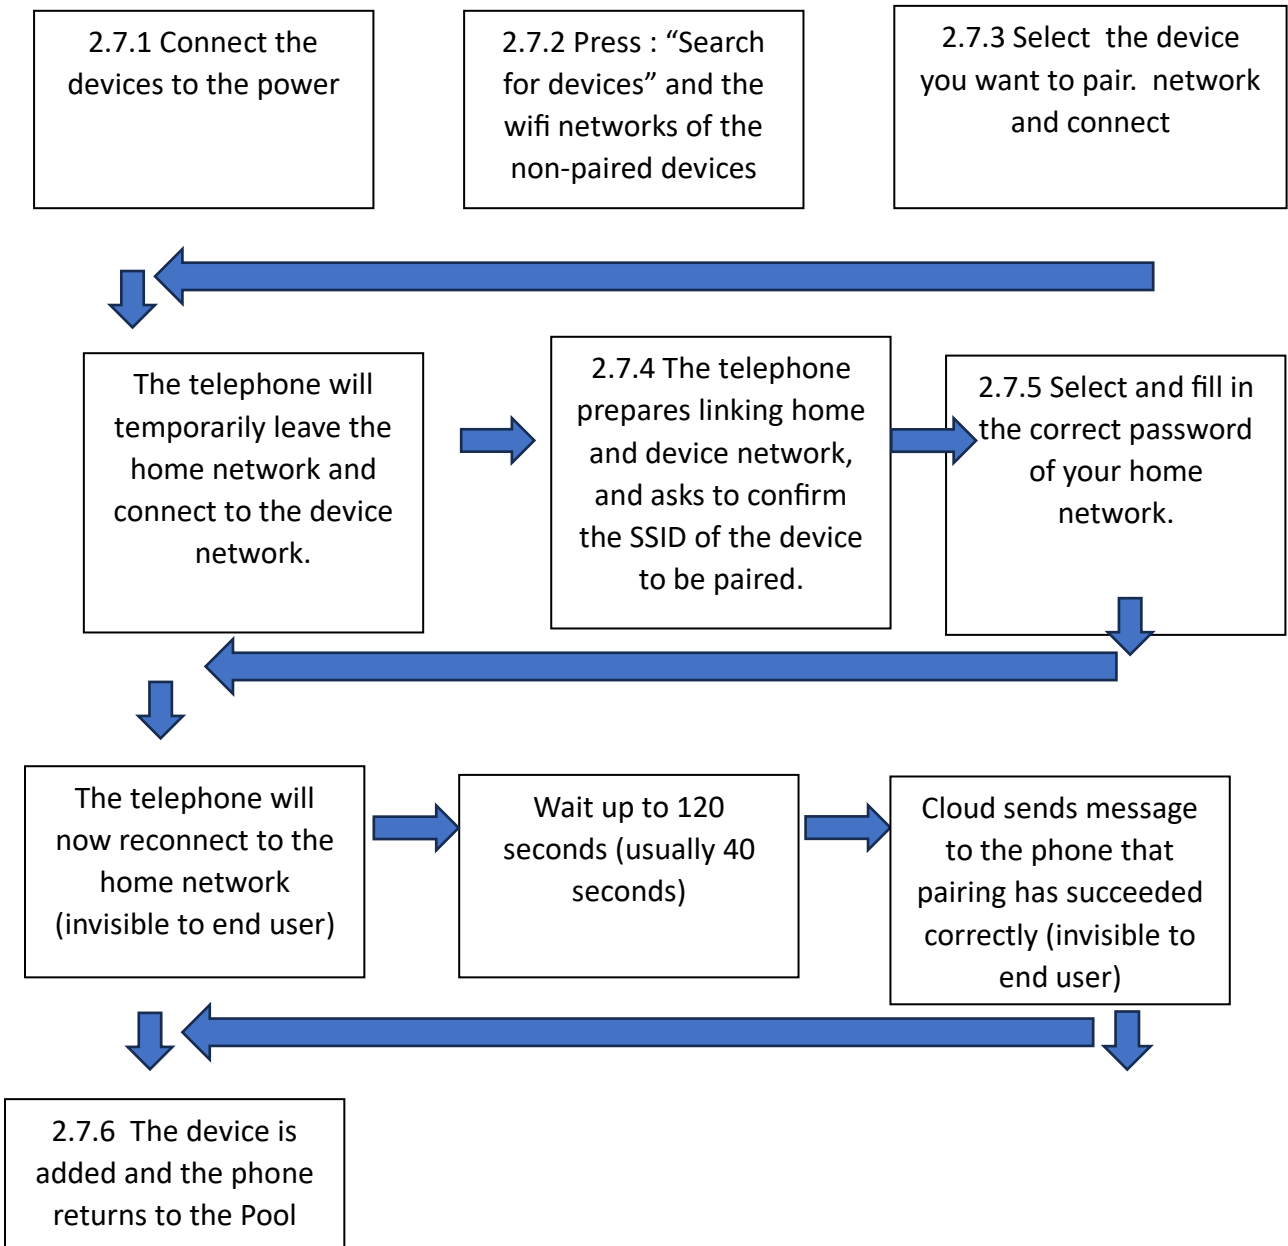 2.7.1 Connect the
devices to the power
2.7.2 Press : “Search
for devices” and the
wifi networks of the
non-paired devices
2.7.3 Select  the device
you want to pair.  network
and connect
The telephone will
temporarily leave the
home network and
connect to the device
network.
2.7.4 The telephone
prepares linking home
and device network,
and asks to confirm
the SSID of the device
to be paired.
2.7.5 Select and fill in
the correct password
of your home
network.
The telephone will
now reconnect to the
home network
(invisible to end user)
Wait up to 120
seconds (usually 40
seconds)
Cloud sends message
to the phone that
pairing has succeeded
correctly (invisible to
end user)
2.7.6  The device is
added and the phone
returns to the Pool